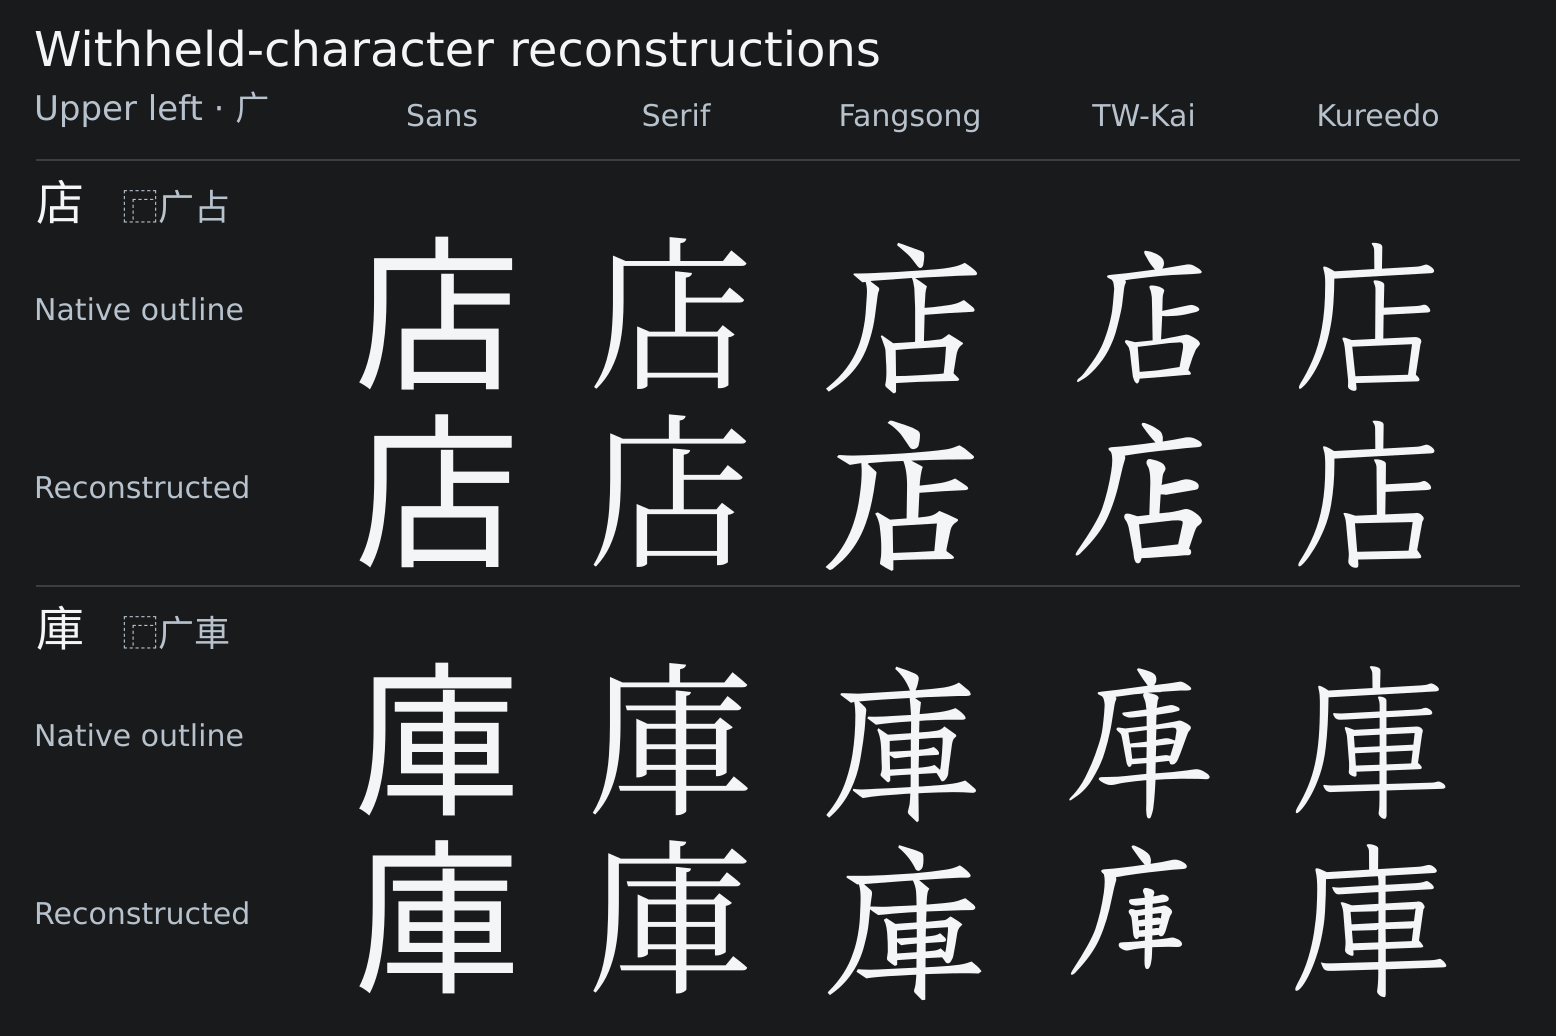 Withheld-character reconstructions
Upper left · 广 Sans Serif Fangsong TW-Kai Kureedo
店 ⿸广占
Native outline 店 店 店 店 店
Reconstructed 店 店 店 店 店
庫 ⿸广車
Native outline 庫 庫 庫 庫 庫
Reconstructed 庫 庫 庫 庫 庫